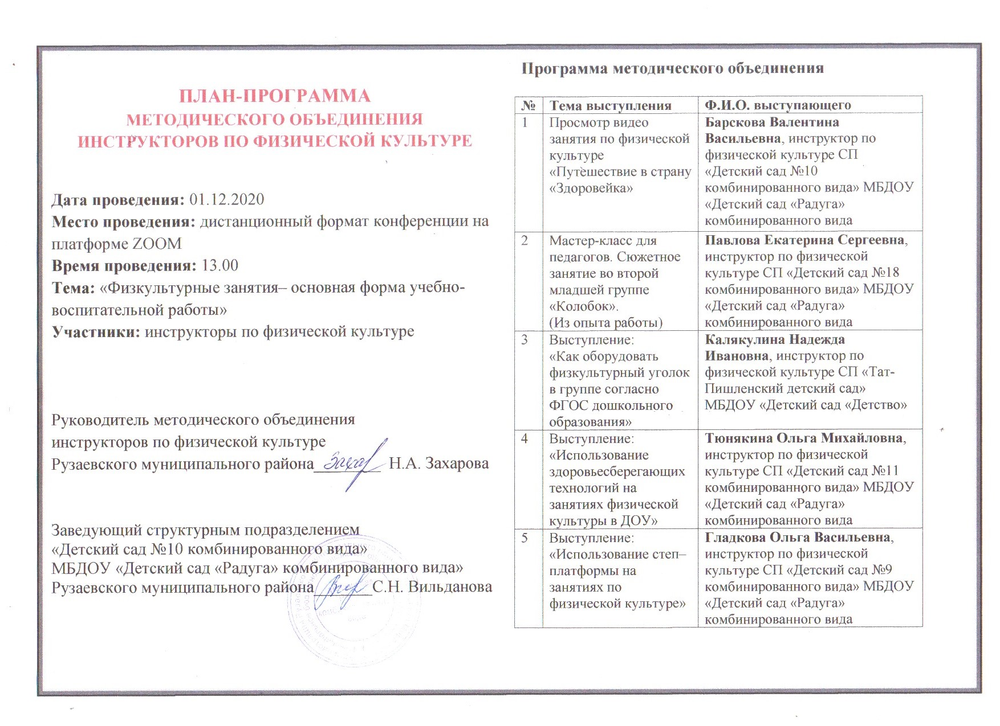 ПЛАН-ПРОГРАММА
МЕТОДИЧЕСКОГО ОБЪЕДИНЕНИЯ
ИНСТРУКТОРОВ ПО ФИЗИЧЕСКОЙ КУЛЬТУРЕ
Дата проведения: 01.12.2020
Место проведения: дистанционный формат конференции на
платформе ZOOM
Время проведения: 13.00
Тема: «Физкультурные занятия– основная форма учебно-
воспитательной работы»
Участники: инструкторы по физической культуре
Руководитель методического объединения
инструкторов по физической культуре
Рузаевского муниципального района________ Н.А. Захарова
Заведующий структурным подразделением
«Детский сад №10 комбинированного вида»
МБДОУ «Детский сад «Радуга» комбинированного вида»
Рузаевского муниципального района_______С.Н. Вильданова
Программа методического объединения
№ Тема выступления Ф.И.О. выступающего
1 Просмотр видео Барскова Валентина
занятия по физической Васильевна, инструктор по
культуре физической культуре СП
«Путешествие в страну «Детский сад №10
«Здоровейка» комбинированного вида» МБДОУ
«Детский сад «Радуга»
комбинированного вида
2 Мастер-класс для Павлова Екатерина Сергеевна,
педагогов. Сюжетное инструктор по физической
занятие во второй культуре СП «Детский сад №18
младшей группе комбинированного вида» МБДОУ
«Колобок». «Детский сад «Радуга»
(Из опыта работы) комбинированного вида
3 Выступление: Калякулина Надежда
«Как оборудовать Ивановна, инструктор по
физкультурный уголок физической культуре СП «Тат-
в группе согласно Пишленский детский сад»
ФГОС дошкольного МБДОУ «Детский сад «Детство»
образования»
4 Выступление: Тюнякина Ольга Михайловна,
«Использование инструктор по физической
здоровьесберегающих культуре СП «Детский сад №11
технологий на комбинированного вида» МБДОУ
занятиях физической «Детский сад «Радуга»
культуры в ДОУ» комбинированного вида
5 Выступление: Гладкова Ольга Васильевна,
«Использование степ– инструктор по физической
платформы на культуре СП «Детский сад №9
занятиях по комбинированного вида» МБДОУ
физической культуре» «Детский сад «Радуга»
комбинированного вида